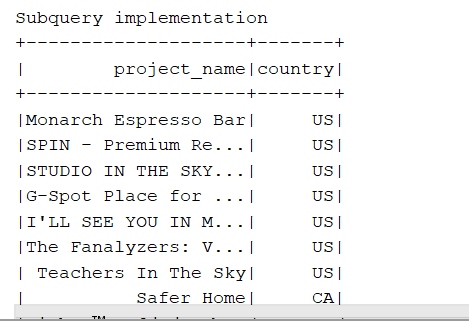 Subquery implementation
+--------------------+-------+
|        project_name|country|
+--------------------+-------+
|Monarch Espresso Bar|     US|
|SPIN - Premium Re...|     US|
|STUDIO IN THE SKY...|     US|
|G-Spot Place for ...|     US|
|I'LL SEE YOU IN M...|     US|
|The Fanalyzers: V...|     US|
| Teachers In The Sky|     US|
|          Safer Home|     CA|